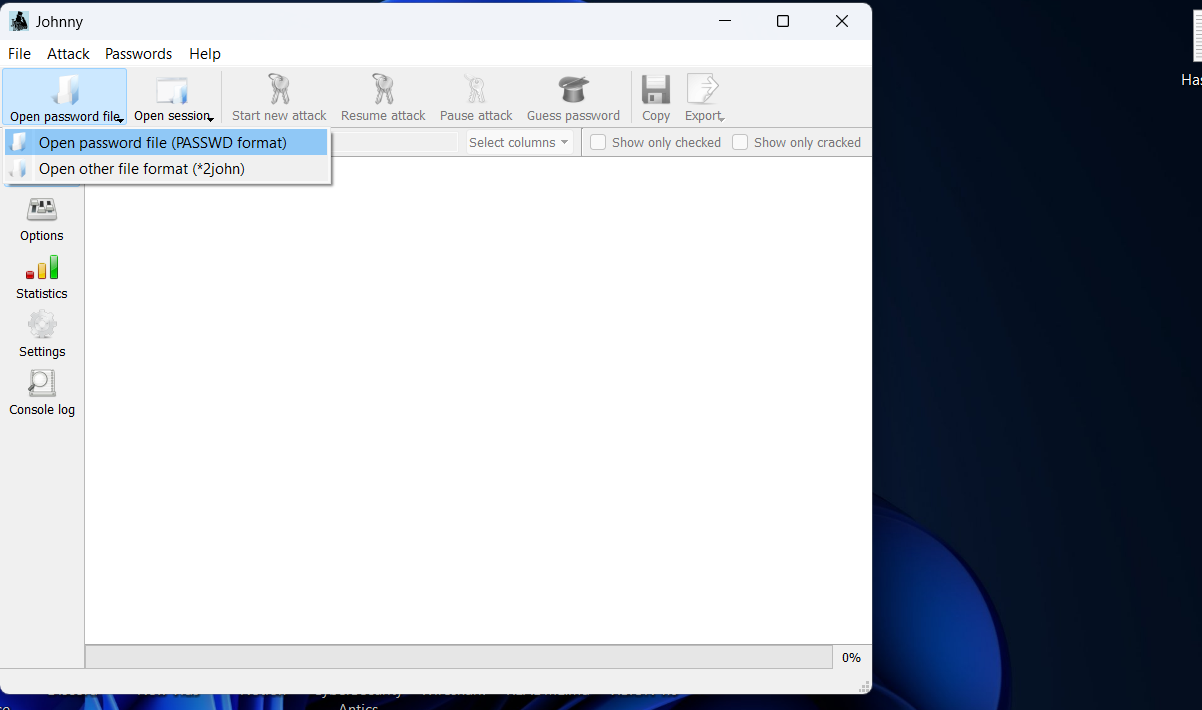 Johnny
File Attack Passwords Help
Open password file Open session Start new attack Resume attack Pause attack Guess password Copy Export
Open password file (PASSWD format) Select columns Show only checked Show only cracked
Open other file format (*2john)
Options
Statistics
Settings
Console log
0%
Antics